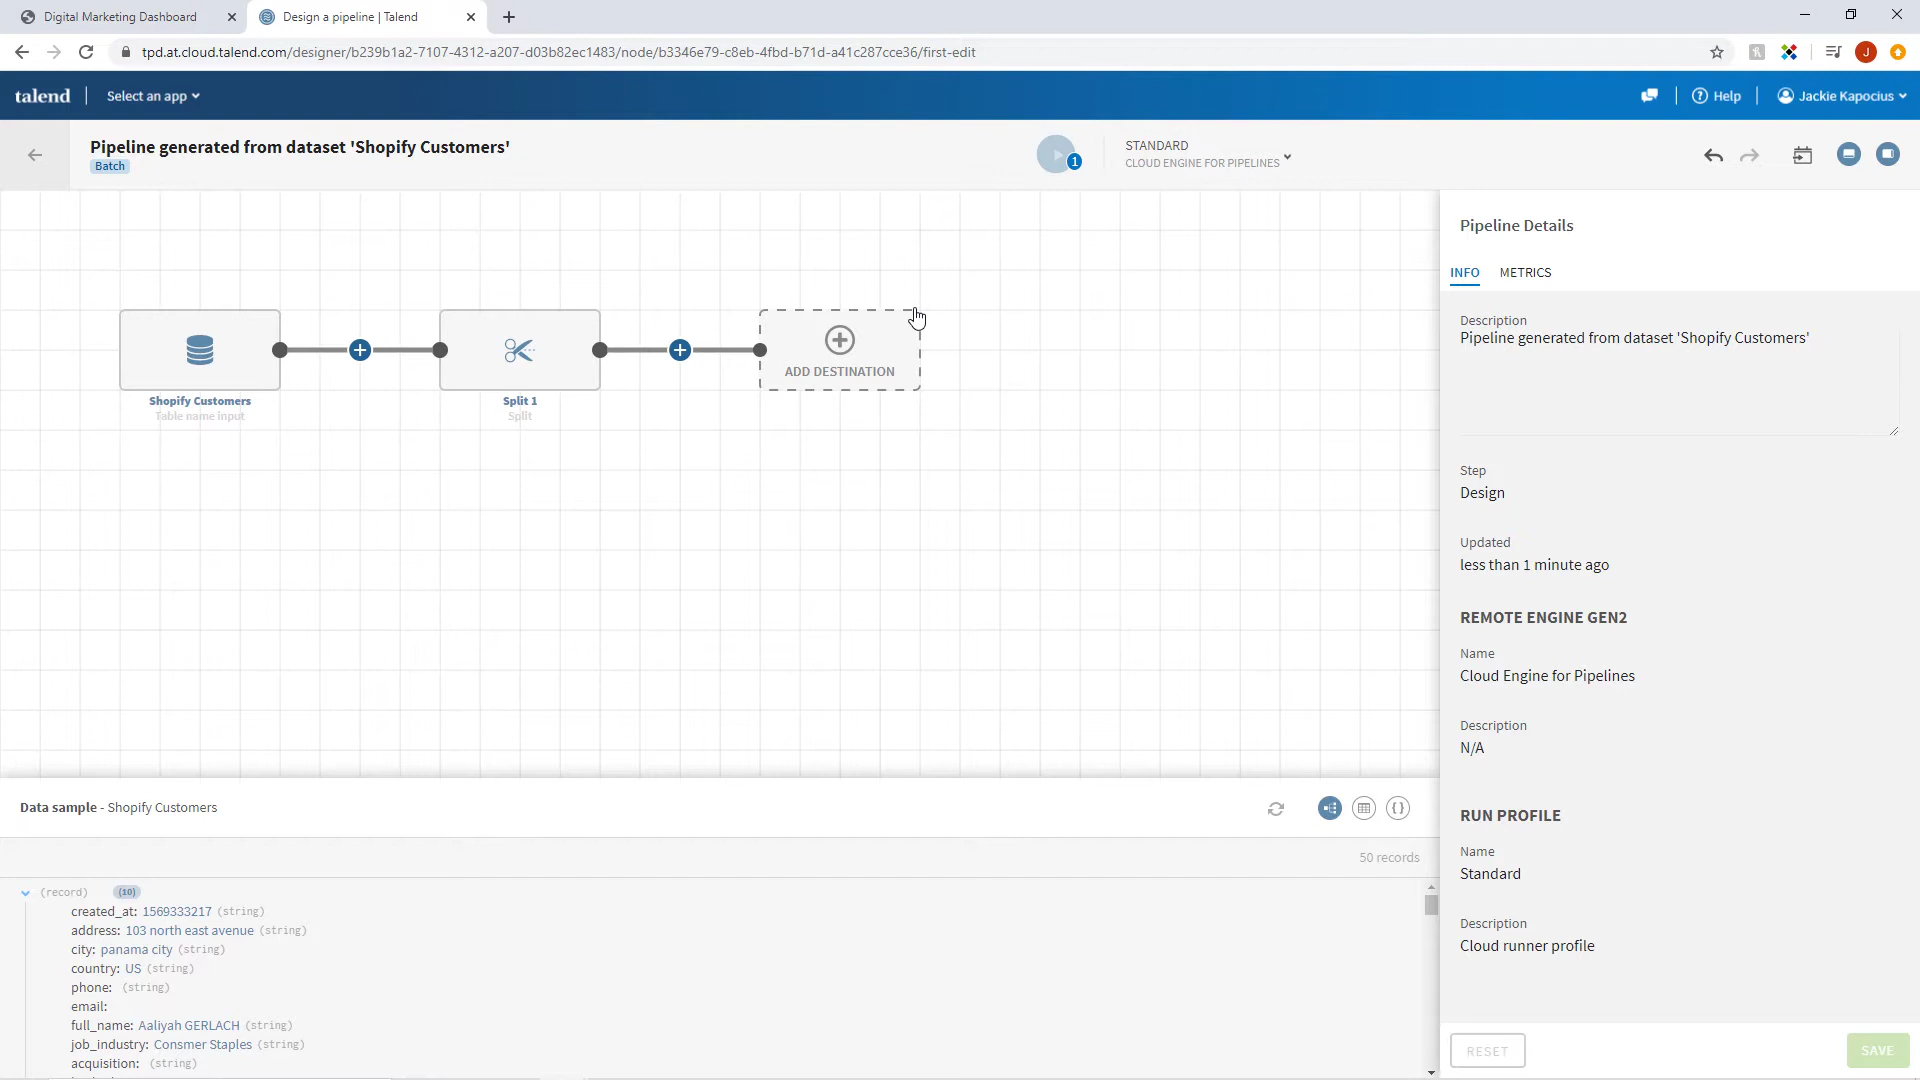 Digital Marketing Dashboard
Design a pipeline | Talend
tpd.at.cloud.talend.com/designer/b239b1a2-7107-4312-a207-d03b82ec1483/node/b3346e79-c8eb-4fbd-b71d-a41c287cce36/first-edit
J
talend
Select an app
? Help
Jackie Kapocius
Pipeline generated from dataset 'Shopify Customers'
Batch
1
STANDARD
CLOUD ENGINE FOR PIPELINES
Shopify Customers
Table name input
Split 1
Split
ADD DESTINATION
Pipeline Details
INFO
METRICS
Description
Pipeline generated from dataset 'Shopify Customers'
Step
Design
Updated
less than 1 minute ago
REMOTE ENGINE GEN2
Name
Cloud Engine for Pipelines
Description
N/A
RUN PROFILE
Name
Standard
Description
Cloud runner profile
RESET
SAVE
Data sample - Shopify Customers
50 records
(record) (10)
created_at: 1569333217 (string)
address: 103 north east avenue (string)
city: panama city (string)
country: US (string)
phone: (string)
email:
full_name: Aaliyah GERLACH (string)
job_industry: Consmer Staples (string)
acquisition: (string)